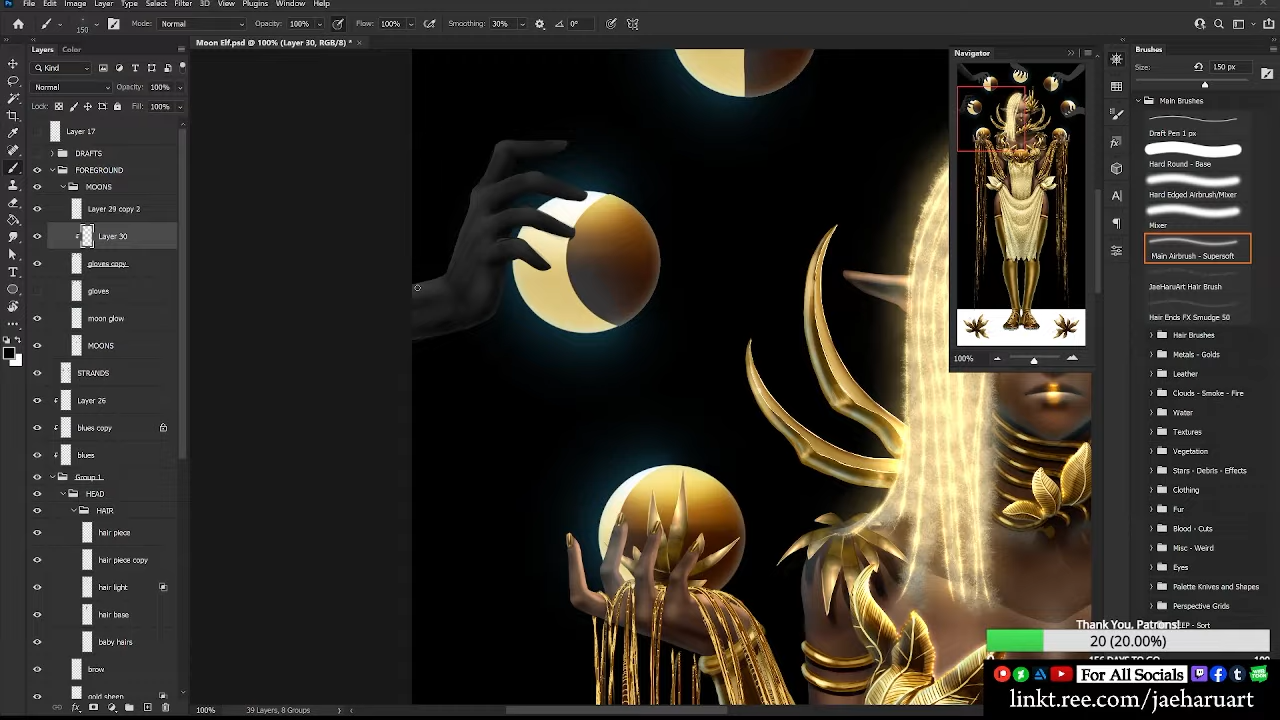 File Edit Image Layer Type Select Filter 3D View Plugins Window Help
150 Mode: Normal Opacity: 100% Flow: 100% Smoothing: 30% 0°
Layers Color
Moon Elf.psd @ 100% (Layer 30, RGB/8) *
Kind
Normal Opacity: 100%
Lock: Fill: 100%
Layer 17
DRAFTS
FOREGROUND
MOONS
Layer 29 copy 2
Layer 30
gloves copy
gloves
moon glow
MOONS
STRANDS
Layer 26
blues copy
blues
Group 1
HEAD
HAIR
hair piece
hair piece copy
hair light
hair base
baby hairs
brow
gold sheen
100% 39 Layers, 8 Groups
Navigator
100%
Brushes
Size: 150 px
Main Brushes
Draft Pen 1 px
Hard Round - Base
Hard Edged Airbrush/Mixer
Mixer
Main Airbrush - Supersoft
JaeHaruArt Hair Brush
Hair Ends FX Smudge 50
Hair Brushes
Metals - Golds
Leather
Clouds - Smoke - Fire
Water
Textures
Vegetation
Stars - Debris - Effects
Clothing
Fur
Blood - Cuts
Misc - Weird
Eyes
Palette Knives and Shapes
Perspective Grids
Thank You, Patrons!
20 (20.00%)
For All Socials
linkt.ree.com/jaeharuart